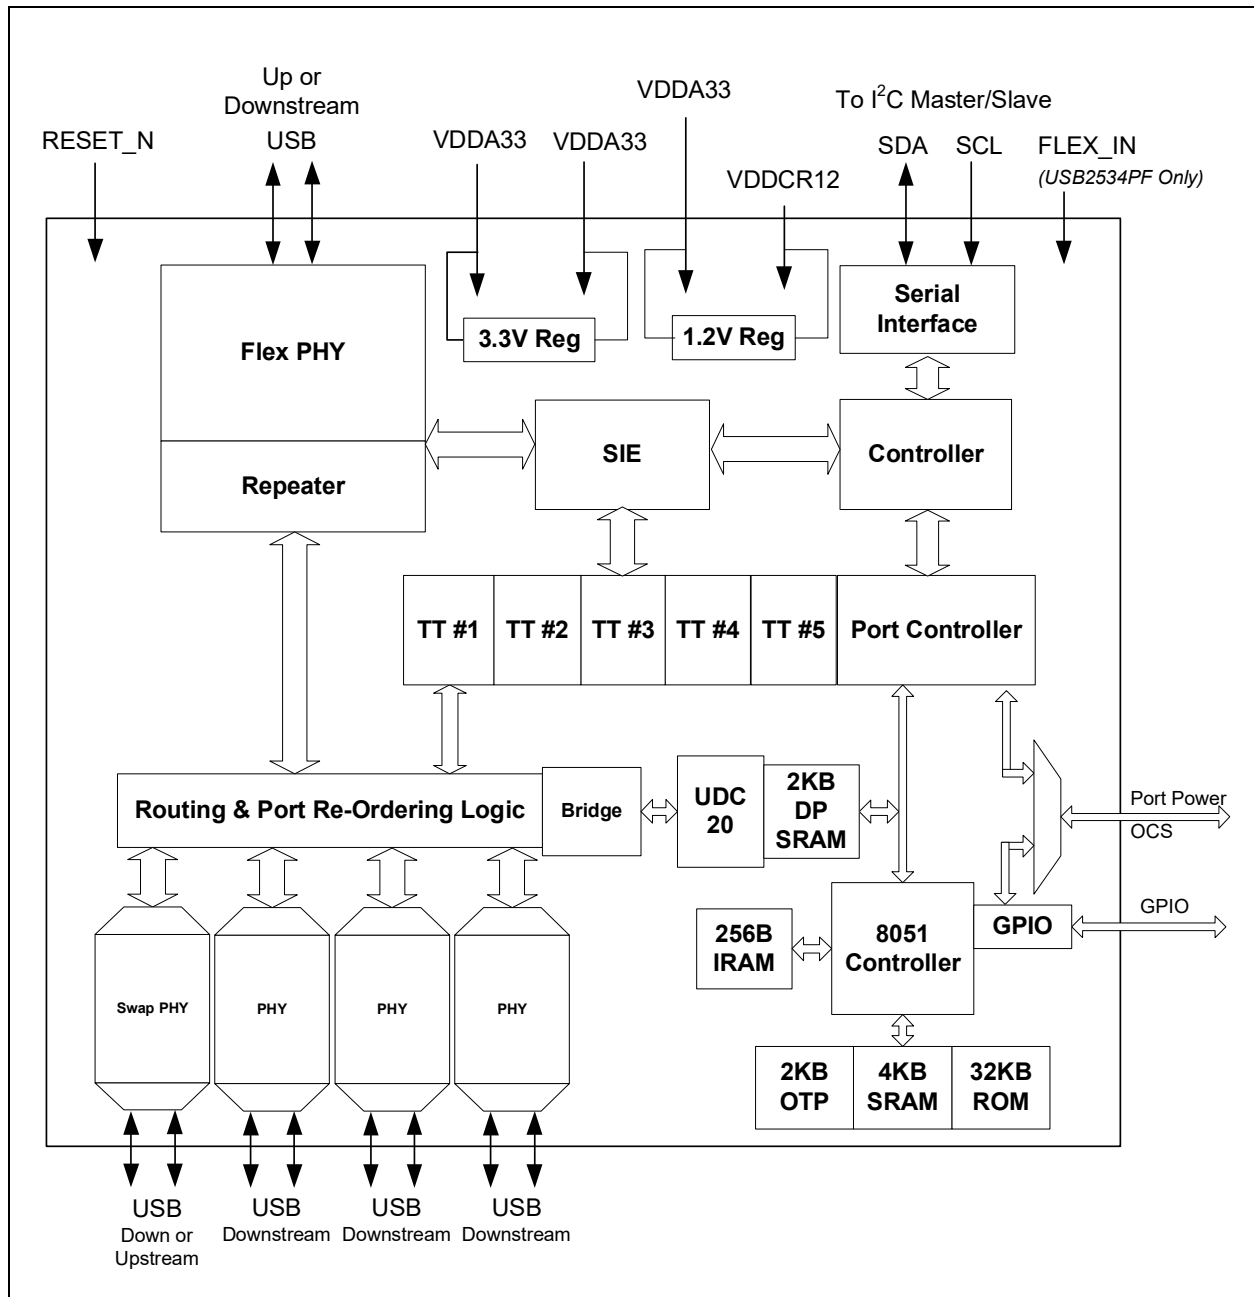 Up or
Downstream
USB
RESET_N
VDDA33
VDDA33
VDDA33
VDDCR12
To I²C Master/Slave
SDA
SCL
FLEX_IN
(USB2534PF Only)
Flex PHY
3.3V Reg
1.2V Reg
Serial
Interface
Repeater
SIE
Controller
TT #1
TT #2
TT #3
TT #4
TT #5
Port Controller
Routing & Port Re-Ordering Logic
Bridge
UDC
20
2KB
DP
SRAM
Port Power
OCS
GPIO
GPIO
256B
IRAM
8051
Controller
Swap PHY
PHY
PHY
PHY
2KB
OTP
4KB
SRAM
32KB
ROM
USB
Down or
Upstream
USB
Downstream
USB
Downstream
USB
Downstream